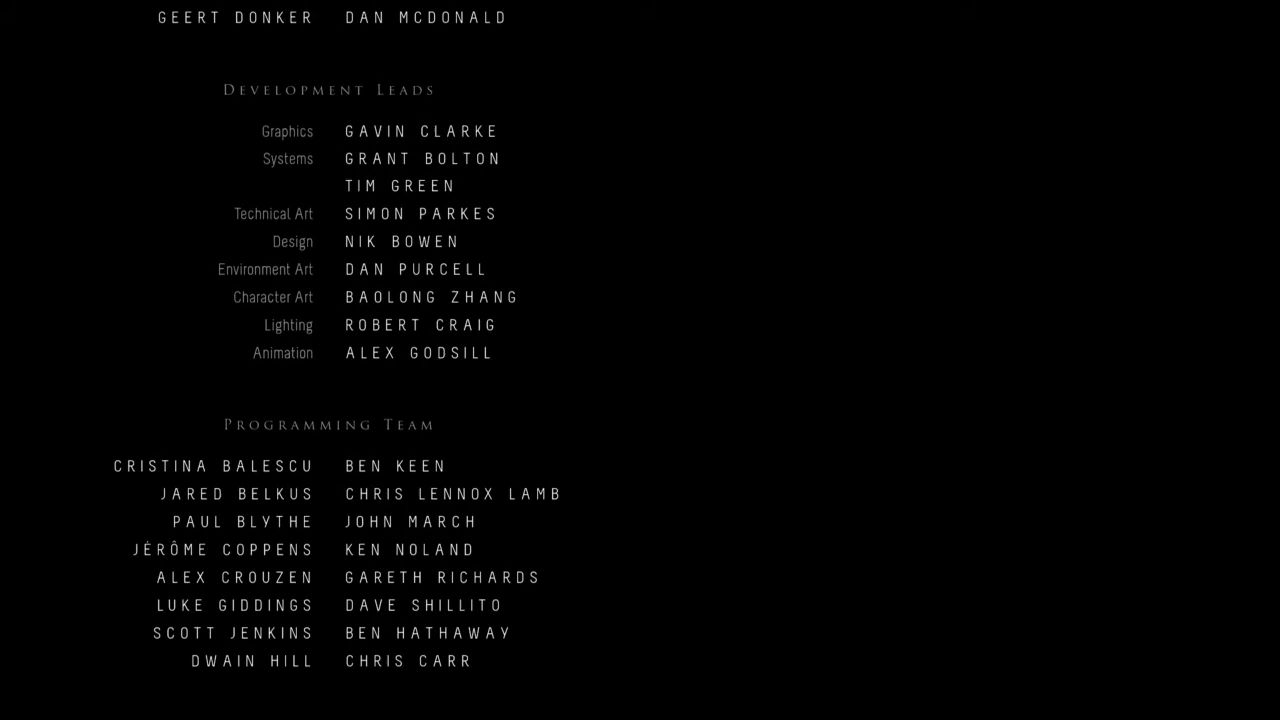 GEERT DONKER DAN MCDONALD
DEVELOPMENT LEADS
Graphics GAVIN CLARKE
Systems GRANT BOLTON
TIM GREEN
Technical Art SIMON PARKES
Design NIK BOWEN
Environment Art DAN PURCELL
Character Art BAOLONG ZHANG
Lighting ROBERT CRAIG
Animation ALEX GODSILL
PROGRAMMING TEAM
CRISTINA BALESCU BEN KEEN
JARED BELKUS CHRIS LENNOX LAMB
PAUL BLYTHE JOHN MARCH
JÉRÔME COPPENS KEN NOLAND
ALEX CROUZEN GARETH RICHARDS
LUKE GIDDINGS DAVE SHILLITO
SCOTT JENKINS BEN HATHAWAY
DWAIN HILL CHRIS CARR